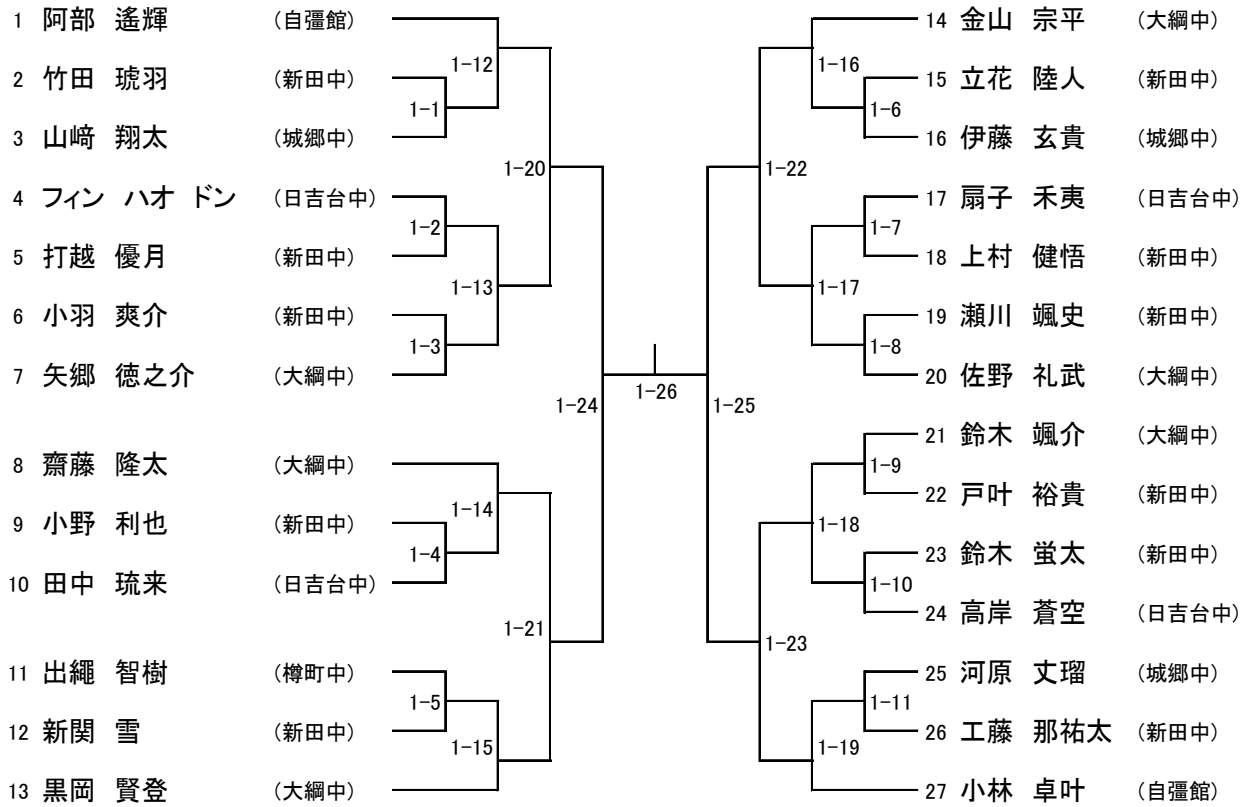 1 阿部 遙輝 (自彊館)
1-12
2 竹田 琥羽 (新田中)
1-1
3 山﨑 翔太 (城郷中)
1-20
4 フィン ハオ ドン (日吉台中)
1-2
5 打越 優月 (新田中)
1-13
6 小羽 爽介 (新田中)
1-3
7 矢郷 徳之介 (大綱中)
1-24
8 齋藤 隆太 (大綱中)
1-14
9 小野 利也 (新田中)
1-4
10 田中 琉来 (日吉台中)
1-21
11 出縄 智樹 (樽町中)
1-5
12 新関 雪 (新田中)
1-15
13 黒岡 賢登 (大綱中)
1-26
14 金山 宗平 (大綱中)
1-16
15 立花 陸人 (新田中)
1-6
16 伊藤 玄貴 (城郷中)
1-22
17 扇子 禾夷 (日吉台中)
1-7
18 上村 健悟 (新田中)
1-17
19 瀬川 颯史 (新田中)
1-8
20 佐野 礼武 (大綱中)
1-25
21 鈴木 颯介 (大綱中)
1-9
22 戸叶 裕貴 (新田中)
1-18
23 鈴木 蛍太 (新田中)
1-10
24 高岸 蒼空 (日吉台中)
1-23
25 河原 丈瑠 (城郷中)
1-11
26 工藤 那祐太 (新田中)
1-19
27 小林 卓叶 (自彊館)